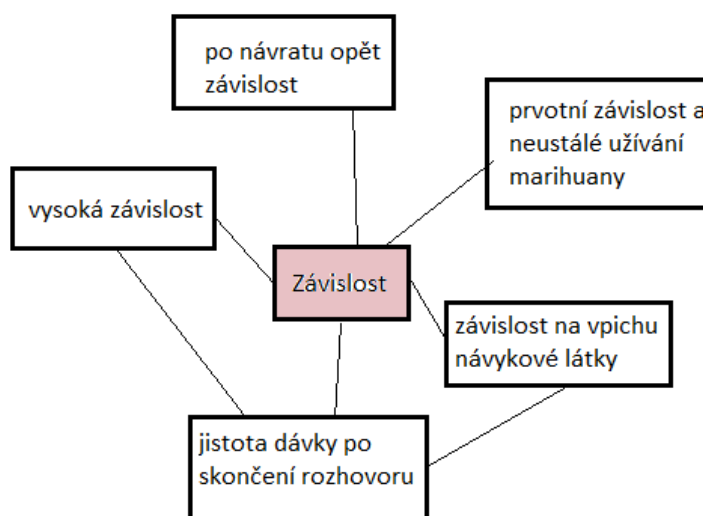 po návratu opět
závislost
prvotní závislost a
neustálé užívání
marihuany
vysoká závislost
Závislost
závislost na vpichu
návykové látky
jistota dávky po
skončení rozhovoru